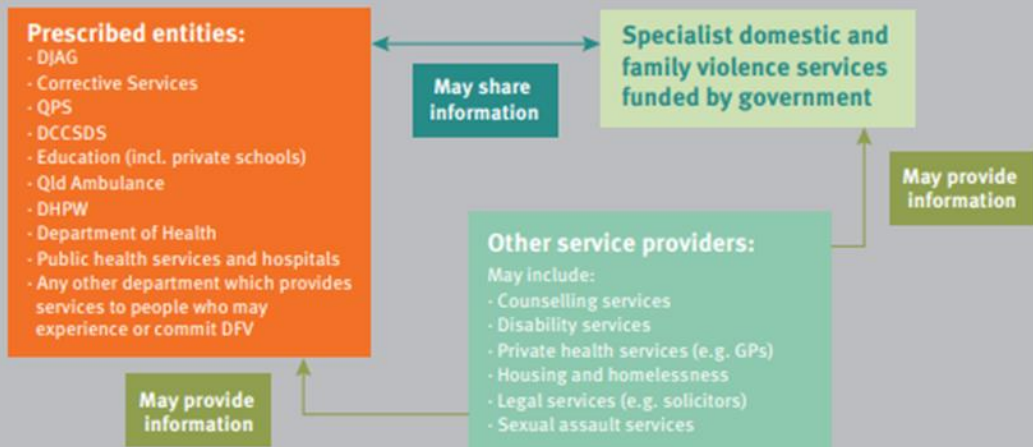 Prescribed entities:
- DJAG
- Corrective Services
- QPS
- DCCSDS
- Education (incl. private schools)
- Qld Ambulance
- DHPW
- Department of Health
- Public health services and hospitals
- Any other department which provides
services to people who may
experience or commit DFV
May share
information
Specialist domestic and
family violence services
funded by government
May provide
information
Other service providers:
May include:
- Counselling services
- Disability services
- Private health services (e.g. GPs)
- Housing and homelessness
- Legal services (e.g. solicitors)
- Sexual assault services
May provide
information